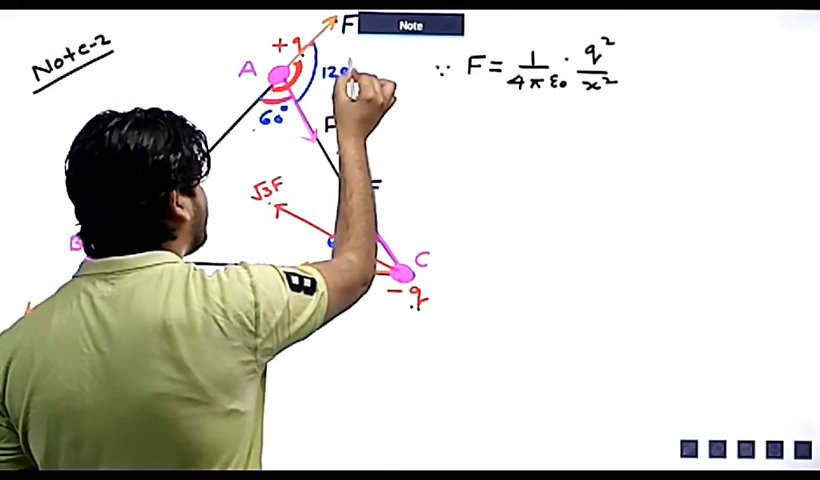 Note
Note-2
F
+q
A
120
60°
∵ F = 1/4πε₀ · q²/x²
F
F
√3F
B
C
-q